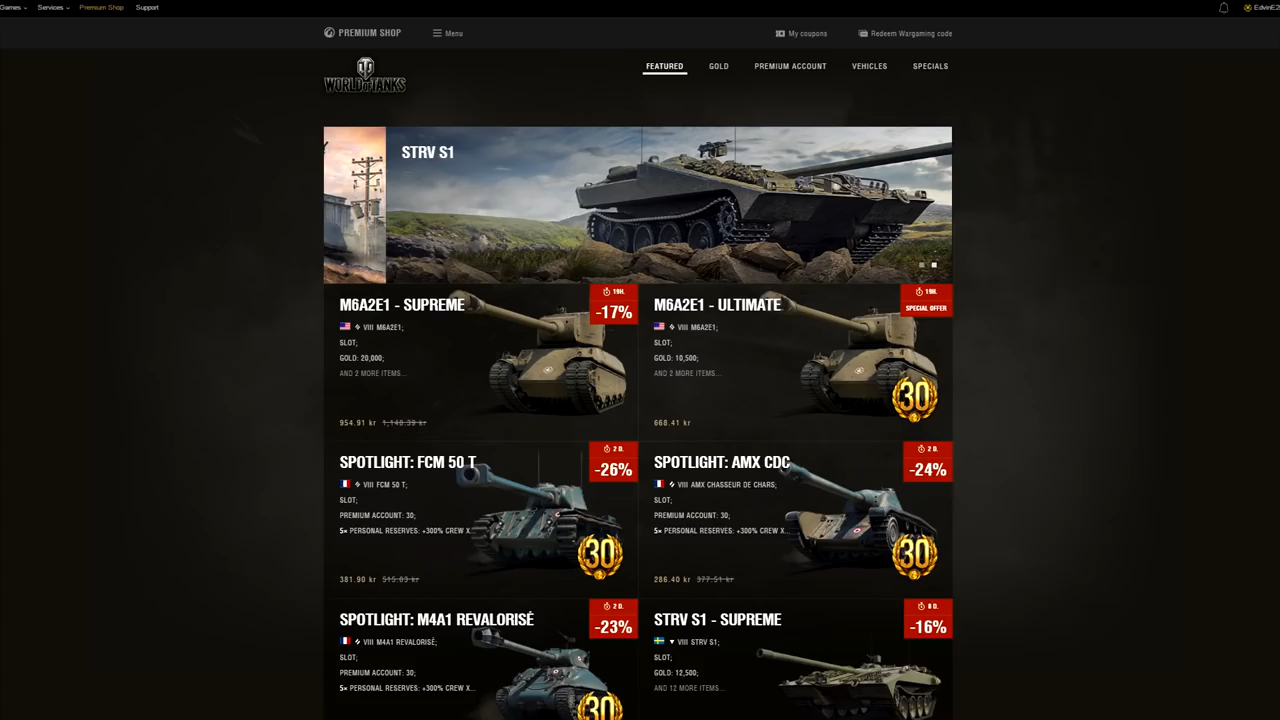 Games
Services
Premium Shop
Support
PREMIUM SHOP
Menu
My coupons
Redeem Wargaming code
WORLD OF TANKS
FEATURED
GOLD
PREMIUM ACCOUNT
VEHICLES
SPECIALS
STRV S1
M6A2E1 - SUPREME
19H.
-17%
VIII M6A2E1;
SLOT;
GOLD: 20,000;
AND 2 MORE ITEMS...
954.91 kr 1,148.39 kr
M6A2E1 - ULTIMATE
19H.
SPECIAL OFFER
VIII M6A2E1;
SLOT;
GOLD: 10,500;
AND 2 MORE ITEMS...
30
668.41 kr
SPOTLIGHT: FCM 50 T
2 D.
-26%
VIII FCM 50 T;
SLOT;
PREMIUM ACCOUNT: 30;
5× PERSONAL RESERVES: +300% CREW X...
30
381.90 kr 515.03 kr
SPOTLIGHT: AMX CDC
2 D.
-24%
VIII AMX CHASSEUR DE CHARS;
SLOT;
PREMIUM ACCOUNT: 30;
5× PERSONAL RESERVES: +300% CREW X...
30
286.40 kr 377.51 kr
SPOTLIGHT: M4A1 REVALORISÉ
2 D.
-23%
VIII M4A1 REVALORISÉ;
SLOT;
PREMIUM ACCOUNT: 30;
5× PERSONAL RESERVES: +300% CREW X...
30
STRV S1 - SUPREME
8 D.
-16%
VIII STRV S1;
SLOT;
GOLD: 12,500;
AND 12 MORE ITEMS...